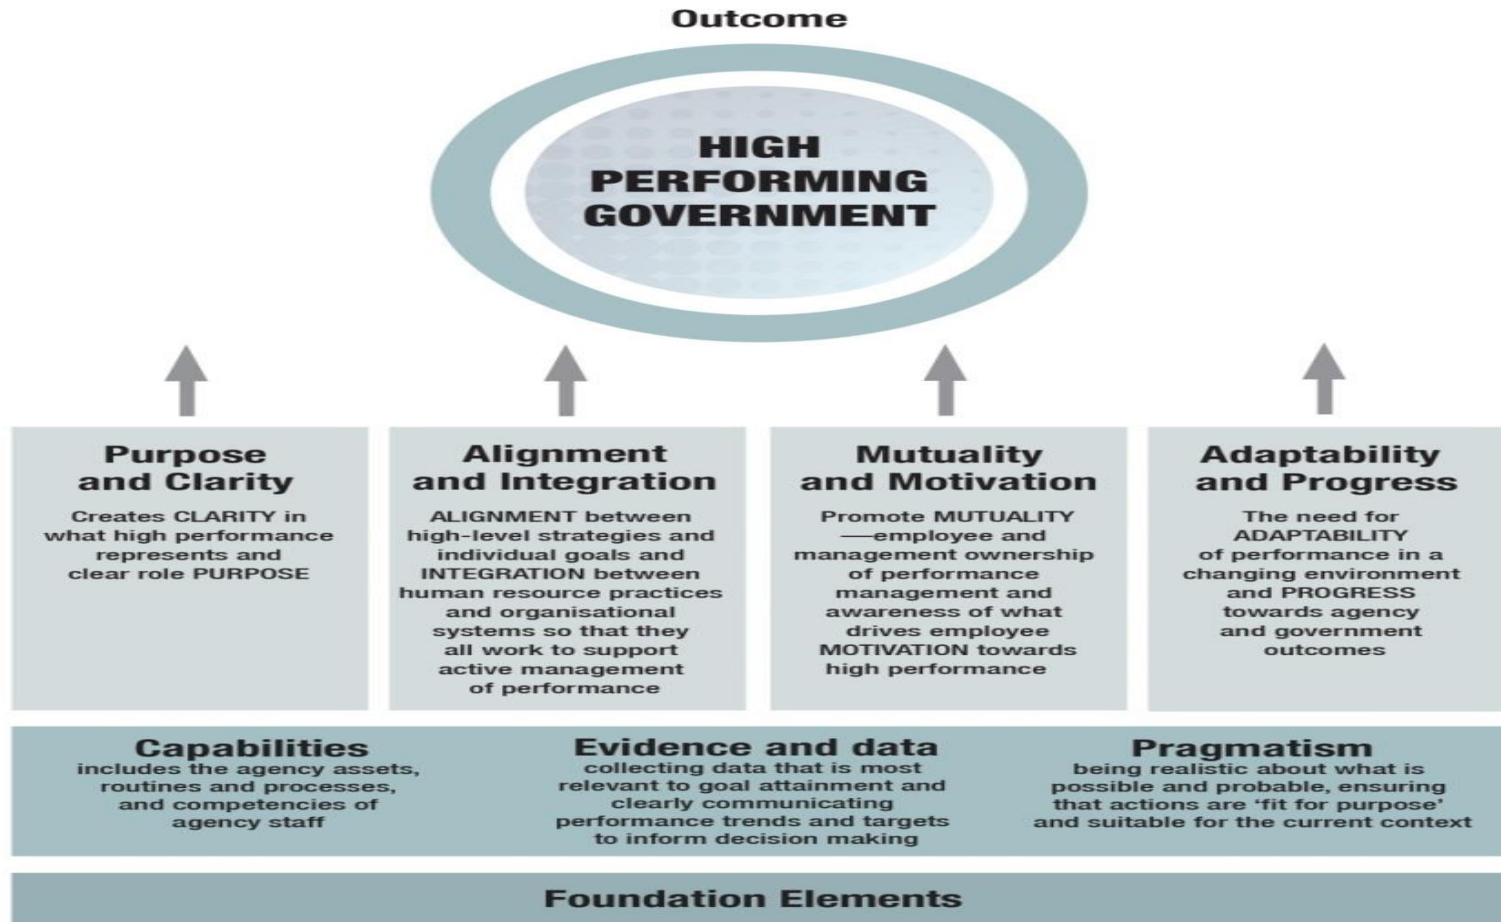 Outcome
HIGH
PERFORMING
GOVERNMENT
Purpose
and Clarity
Creates CLARITY in
what high performance
represents and
clear role PURPOSE
Alignment
and Integration
ALIGNMENT between
high-level strategies and
individual goals and
INTEGRATION between
human resource practices
and organisational
systems so that they
all work to support
active management
of performance
Mutuality
and Motivation
Promote MUTUALITY
—employee and
management ownership
of performance
management and
awareness of what
drives employee
MOTIVATION towards
high performance
Adaptability
and Progress
The need for
ADAPTABILITY
of performance in a
changing environment
and PROGRESS
towards agency
and government
outcomes
Capabilities
includes the agency assets,
routines and processes,
and competencies of
agency staff
Evidence and data
collecting data that is most
relevant to goal attainment and
clearly communicating
performance trends and targets
to inform decision making
Pragmatism
being realistic about what is
possible and probable, ensuring
that actions are ‘fit for purpose’
and suitable for the current context
Foundation Elements